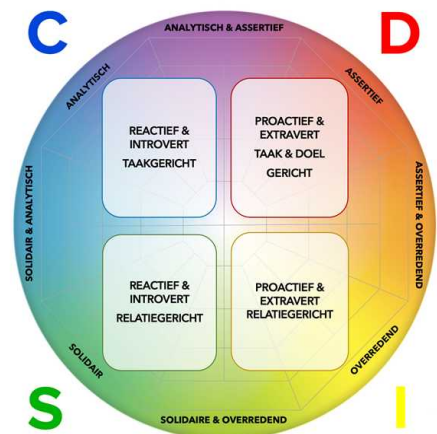 C
D
ANALYTISCH & ASSERTIEF
ANALYTISCH
ASSERTIEF
REACTIEF &
INTROVERT
TAAKGERICHT
PROACTIEF &
EXTRAVERT
TAAK & DOEL
GERICHT
SOLIDAIR & ANALYTISCH
ASSERTIEF & OVERREDEND
REACTIEF &
INTROVERT
RELATIEGERICHT
PROACTIEF &
EXTRAVERT
RELATIEGERICHT
SOLIDAIR
OVERREDEND
SOLIDAIRE & OVERREDEND
S
I